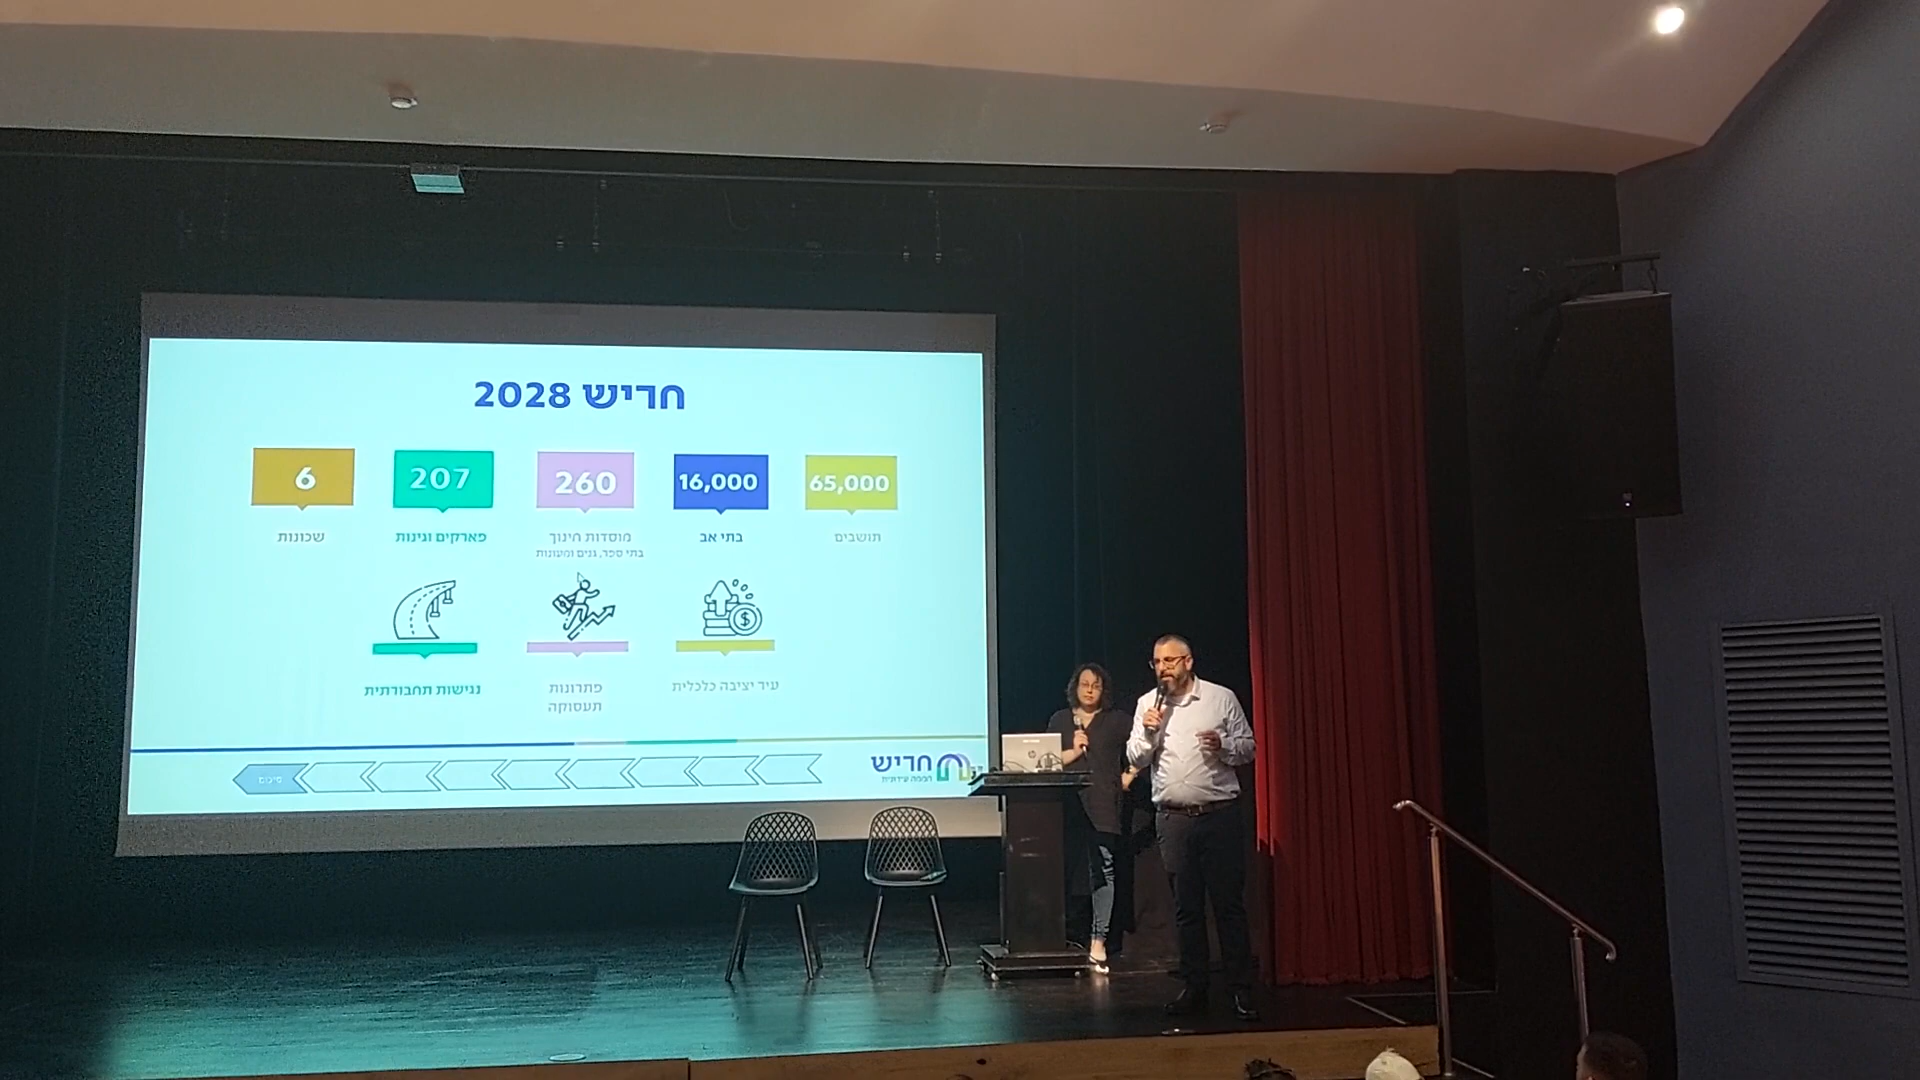 חריש 2028
65,000
תושבים
16,000
בתי אב
260
מוסדות חינוך
בתי ספר, גנים ומעונות
207
פארקים וגינות
6
שכונות
עיר יציבה כלכלית
פתרונות
תעסוקה
נגישות תחבורתית
סיכום
חריש